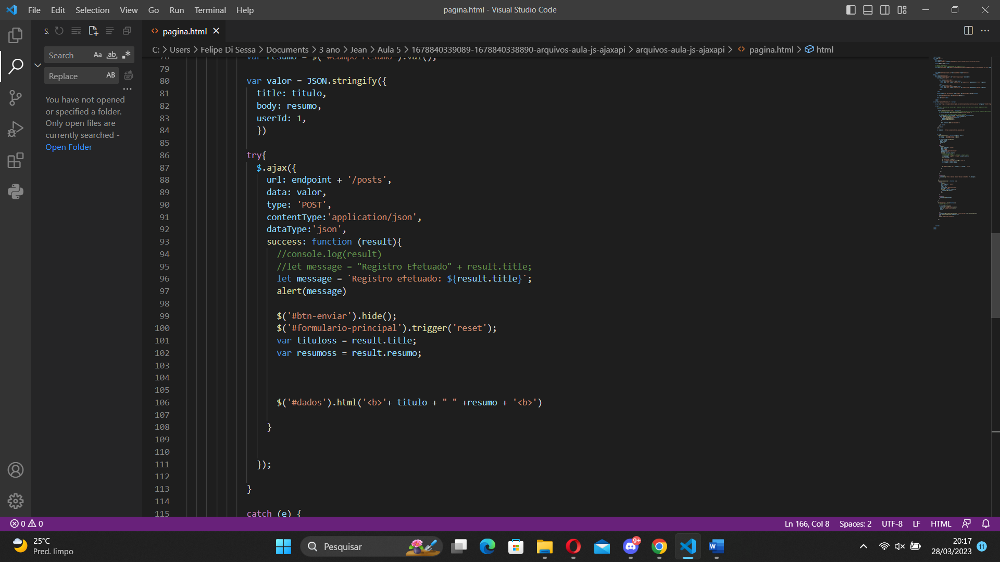 File Edit Selection View Go Run Terminal Help
pagina.html - Visual Studio Code
S.
pagina.html
Search Aa ab
Replace AB
You have not opened
or specified a folder.
Only open files are
currently searched -
Open Folder
C: > Users > Felipe Di Sessa > Documents > 3 ano > Jean > Aula 5 > 1678840339089-1678840338890-arquivos-aula-js-ajaxapi > arquivos-aula-js-ajaxapi > pagina.html > html
78 var resumo = $("#campo-resumo").val();
79
80 var valor = JSON.stringify({
81 title: titulo,
82 body: resumo,
83 userId: 1,
84 })
85
86 try{
87 $.ajax({
88 url: endpoint + '/posts',
89 data: valor,
90 type: 'POST',
91 contentType:'application/json',
92 dataType:'json',
93 success: function (result){
94 //console.log(result)
95 //let message = "Registro Efetuado" + result.title;
96 let message = `Registro efetuado: ${result.title}`;
97 alert(message)
98
99 $('#btn-enviar').hide();
100 $('#formulario-principal').trigger('reset');
101 var tituloss = result.title;
102 var resumoss = result.resumo;
103
104
105
106 $('#dados').html('<b>'+ titulo + " " +resumo + '<b>')
107
108 }
109
110
111 });
112
113 }
114
115 catch (e) {
0 0
Ln 166, Col 8 Spaces: 2 UTF-8 LF HTML
25°C
Pred. limpo
Pesquisar
9+
W
20:17
28/03/2023
11